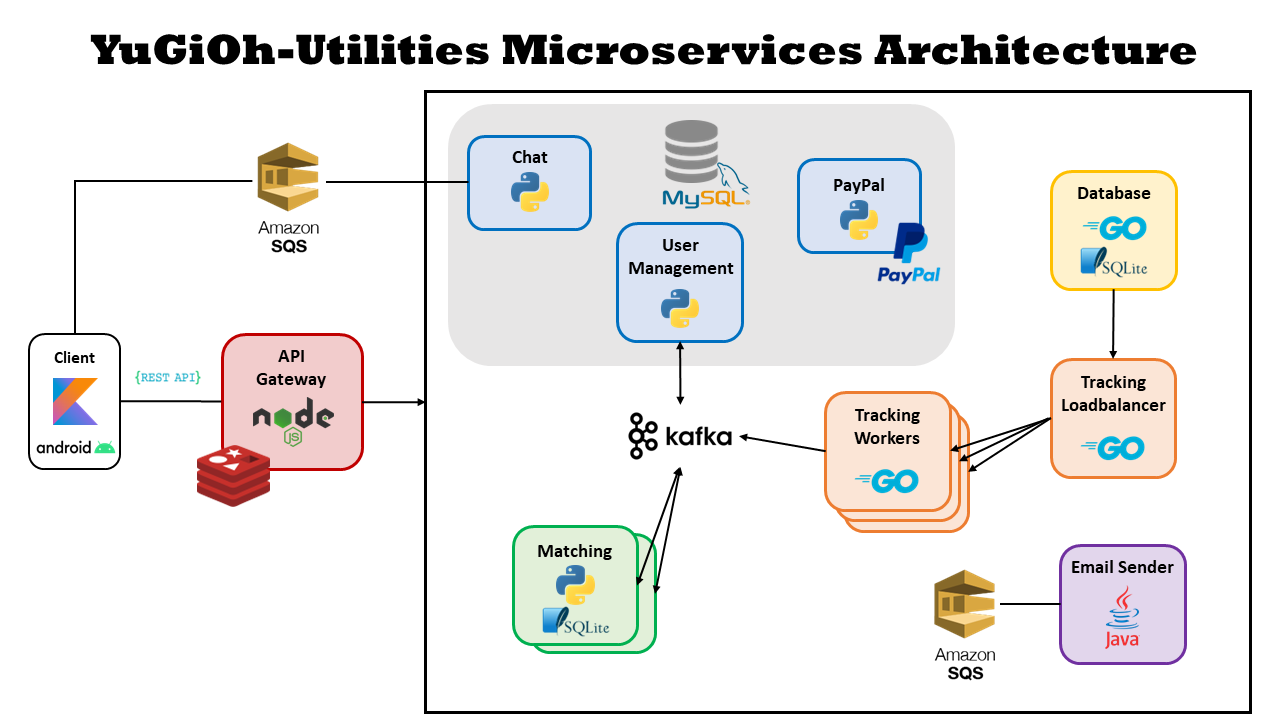 YuGiOh-Utilities Microservices Architecture
Chat
MySQL®
PayPal
PayPal
User
Management
Database
GO
SQLite
Amazon
SQS
Client
android
{REST API}
API
Gateway
node
JS
kafka
Tracking
Workers
GO
Tracking
Loadbalancer
GO
Matching
SQLite
Amazon
SQS
Email Sender
Java